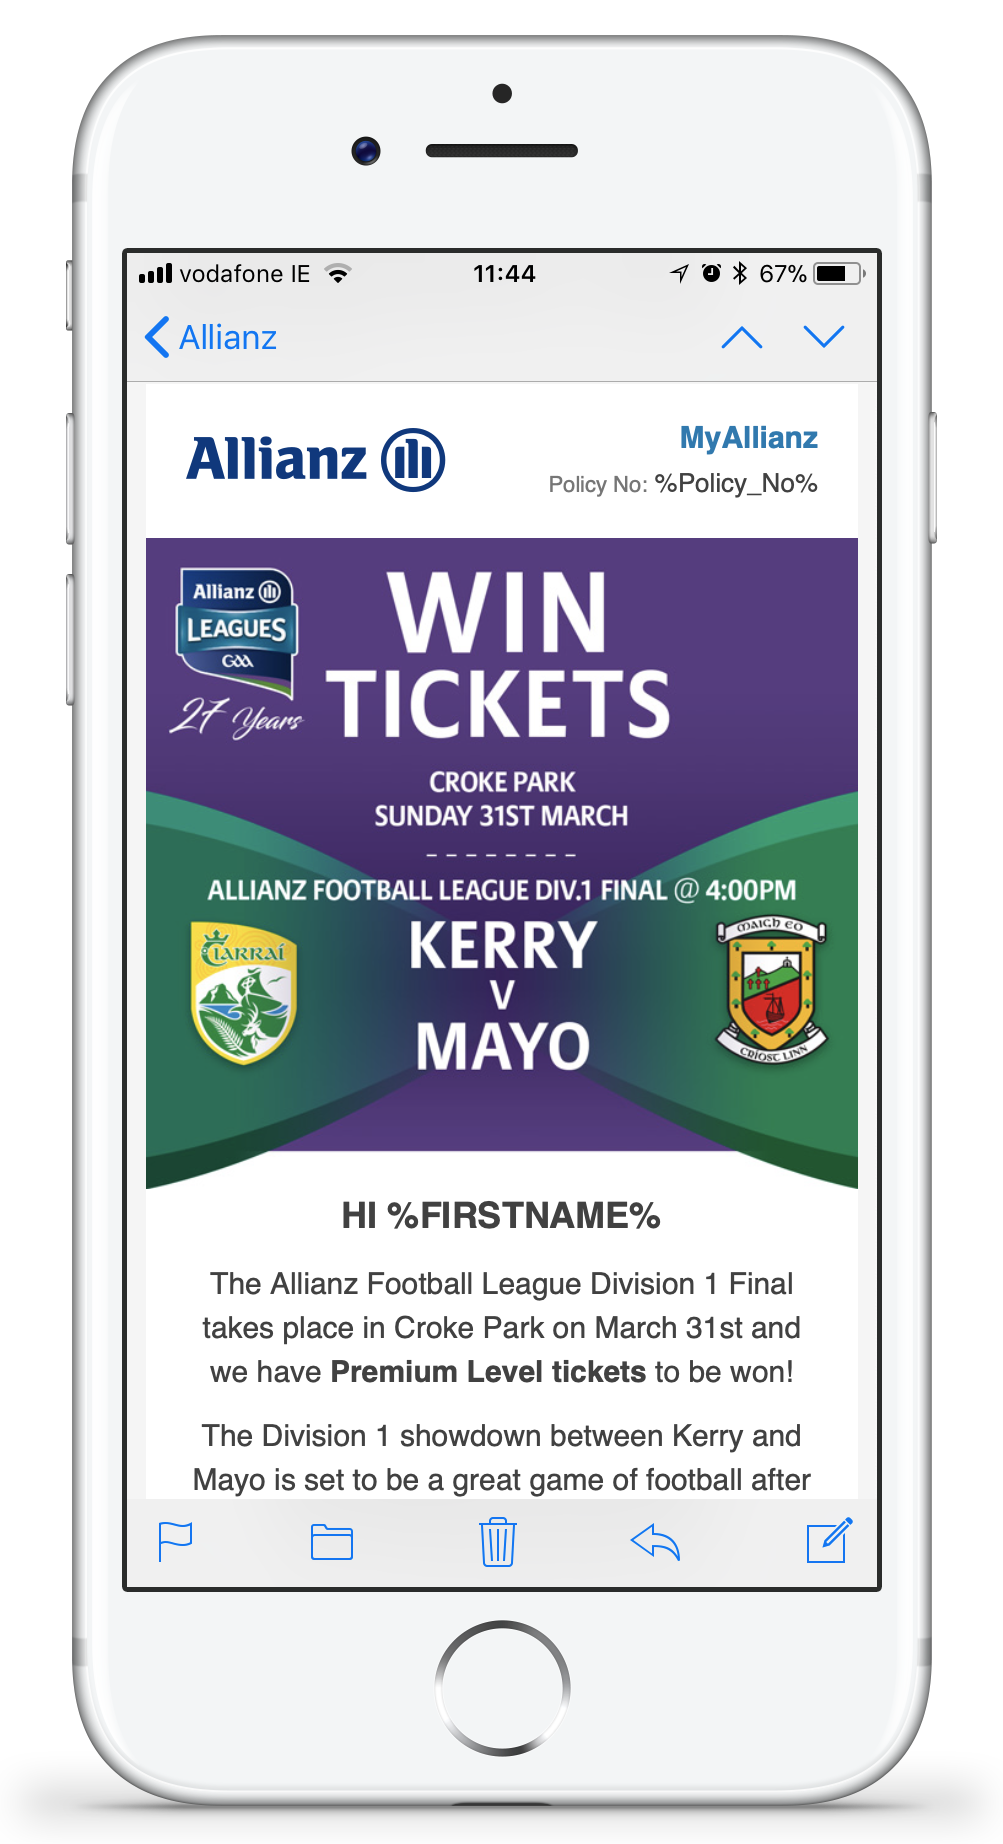 vodafone IE 11:44 67%
Allianz
Allianz
MyAllianz
Policy No: %Policy_No%
Allianz
LEAGUES
GAA
27 Years
WIN
TICKETS
CROKE PARK
SUNDAY 31ST MARCH
--------
ALLIANZ FOOTBALL LEAGUE DIV.1 FINAL @ 4:00PM
CIARRAÍ
KERRY
V
MAYO
MAIGH EO
CRÍOST LINN
HI %FIRSTNAME%
The Allianz Football League Division 1 Final
takes place in Croke Park on March 31st and
we have Premium Level tickets to be won!
The Division 1 showdown between Kerry and
Mayo is set to be a great game of football after